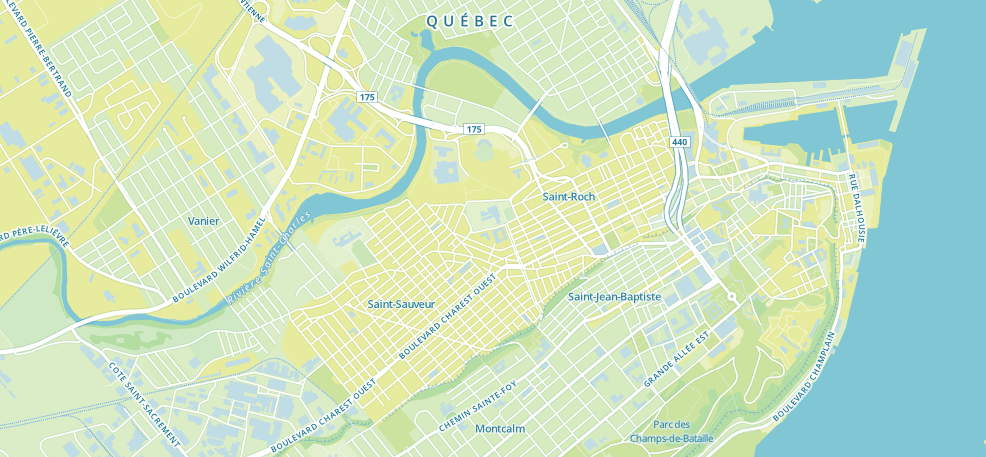 QUÉBEC
BOULEVARD PIERRE-BERTRAND
175
175
440
Saint-Roch
RUE DALHOUSIE
Vanier
BOULEVARD WILFRID-HAMEL
Rivière Saint-Charles
RD PÈRE-LELIÈVRE
Saint-Sauveur
BOULEVARD CHAREST OUEST
Saint-Jean-Baptiste
GRANDE ALLÉE EST
BOULEVARD CHAMPLAIN
COTE SAINT-SACREMENT
BOULEVARD CHAREST OUEST
CHEMIN SAINTE-FOY
Montcalm
Parc des
Champs-de-Bataille